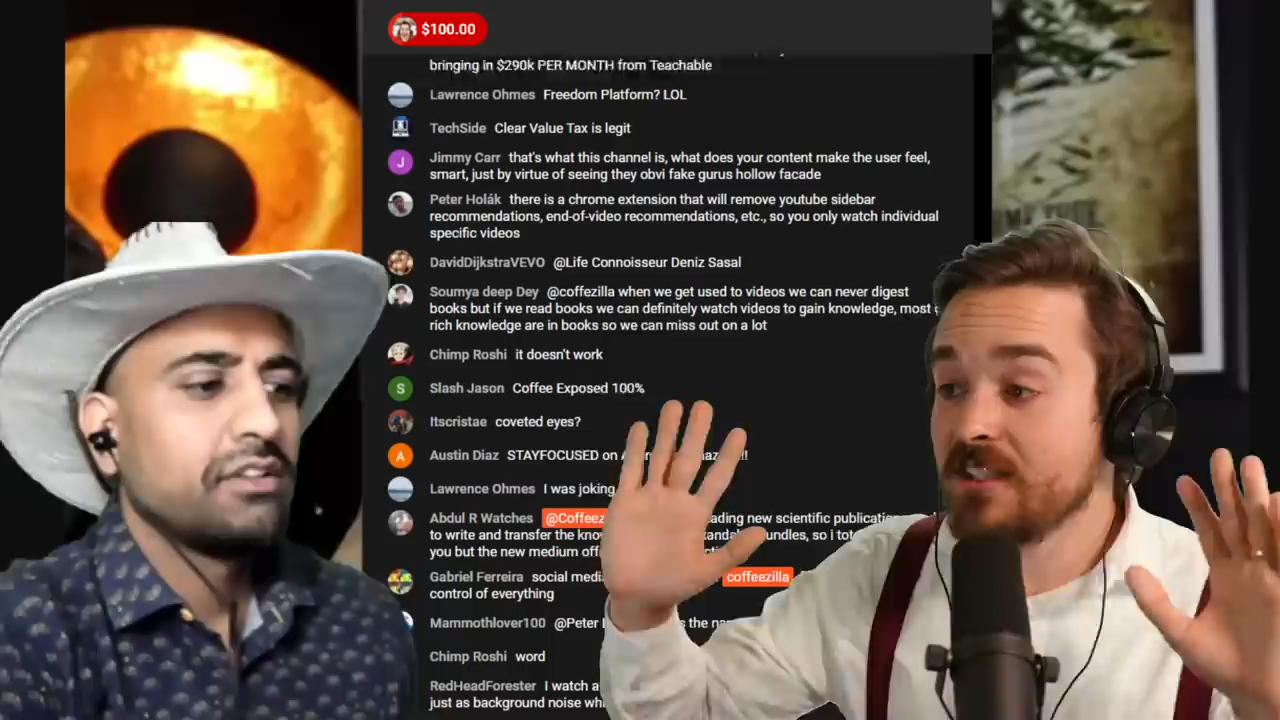 $100.00
bringing in $290k PER MONTH from Teachable
Lawrence Ohmes Freedom Platform? LOL
TechSide Clear Value Tax is legit
Jimmy Carr that's what this channel is, what does your content make the user feel,
smart, just by virtue of seeing they obvi fake gurus hollow facade
Peter Holák there is a chrome extension that will remove youtube sidebar
recommendations, end-of-video recommendations, etc., so you only watch individual
specific videos
DavidDijkstraVEVO @Life Connoisseur Deniz Sasal
Soumya deep Dey @coffezilla when we get used to videos we can never digest
books but if we read books we can definitely watch videos to gain knowledge, most
rich knowledge are in books so we can miss out on a lot
Chimp Roshi it doesn't work
S Slash Jason Coffee Exposed 100%
Itscristae coveted eyes?
A Austin Diaz STAYFOCUSED on
Lawrence Ohmes I was joking
Abdul R Watches new scientific
to write and transfer the so i
you but the new medium
Gabriel Ferreira social coffeezilla
control of everything
Mammothlover100 @Peter the
Chimp Roshi word
RedHeadForester I watch a
just as background noise